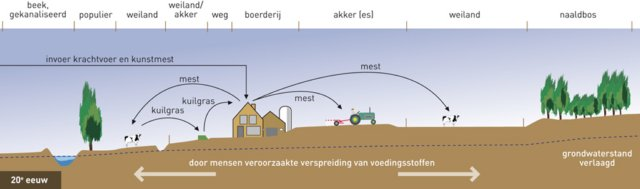 beek,
gekanaliseerd
populier
weiland
weiland/
akker
weg
boerderij
akker (es)
weiland
naaldbos
invoer krachtvoer en kunstmest
mest
mest
kuilgras
kuilgras
mest
grondwaterstand
verlaagd
door mensen veroorzaakte verspreiding van voedingsstoffen
20e eeuw